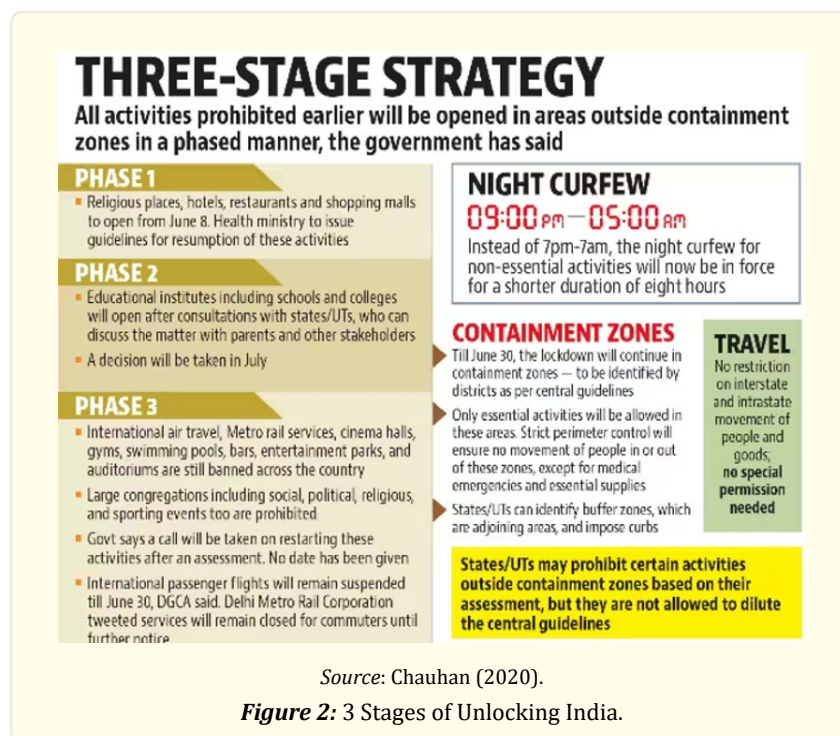 THREE-STAGE STRATEGY
All activities prohibited earlier will be opened in areas outside containment
zones in a phased manner, the government has said
PHASE 1
Religious places, hotels, restaurants and shopping malls
to open from June 8. Health ministry to issue
guidelines for resumption of these activities
PHASE 2
Educational institutes including schools and colleges
will open after consultations with states/UTs, who can
discuss the matter with parents and other stakeholders
A decision will be taken in July
PHASE 3
International air travel, Metro rail services, cinema halls,
gyms, swimming pools, bars, entertainment parks, and
auditoriums are still banned across the country
Large congregations including social, political, religious,
and sporting events too are prohibited
Govt says a call will be taken on restarting these
activities after an assessment. No date has been given
International passenger flights will remain suspended
till June 30, DGCA said. Delhi Metro Rail Corporation
tweeted services will remain closed for commuters until
further notice
NIGHT CURFEW
09:00 PM — 05:00 AM
Instead of 7pm-7am, the night curfew for
non-essential activities will now be in force
for a shorter duration of eight hours
CONTAINMENT ZONES
Till June 30, the lockdown will continue in
containment zones — to be identified by
districts as per central guidelines
Only essential activities will be allowed in
these areas. Strict perimeter control will
ensure no movement of people in or out
of these zones, except for medical
emergencies and essential supplies
States/UTs can identify buffer zones, which
are adjoining areas, and impose curbs
TRAVEL
No restriction
on interstate
and intrastate
movement of
people and
goods;
no special
permission
needed
States/UTs may prohibit certain activities
outside containment zones based on their
assessment, but they are not allowed to dilute
the central guidelines
Source: Chauhan (2020).
Figure 2: 3 Stages of Unlocking India.